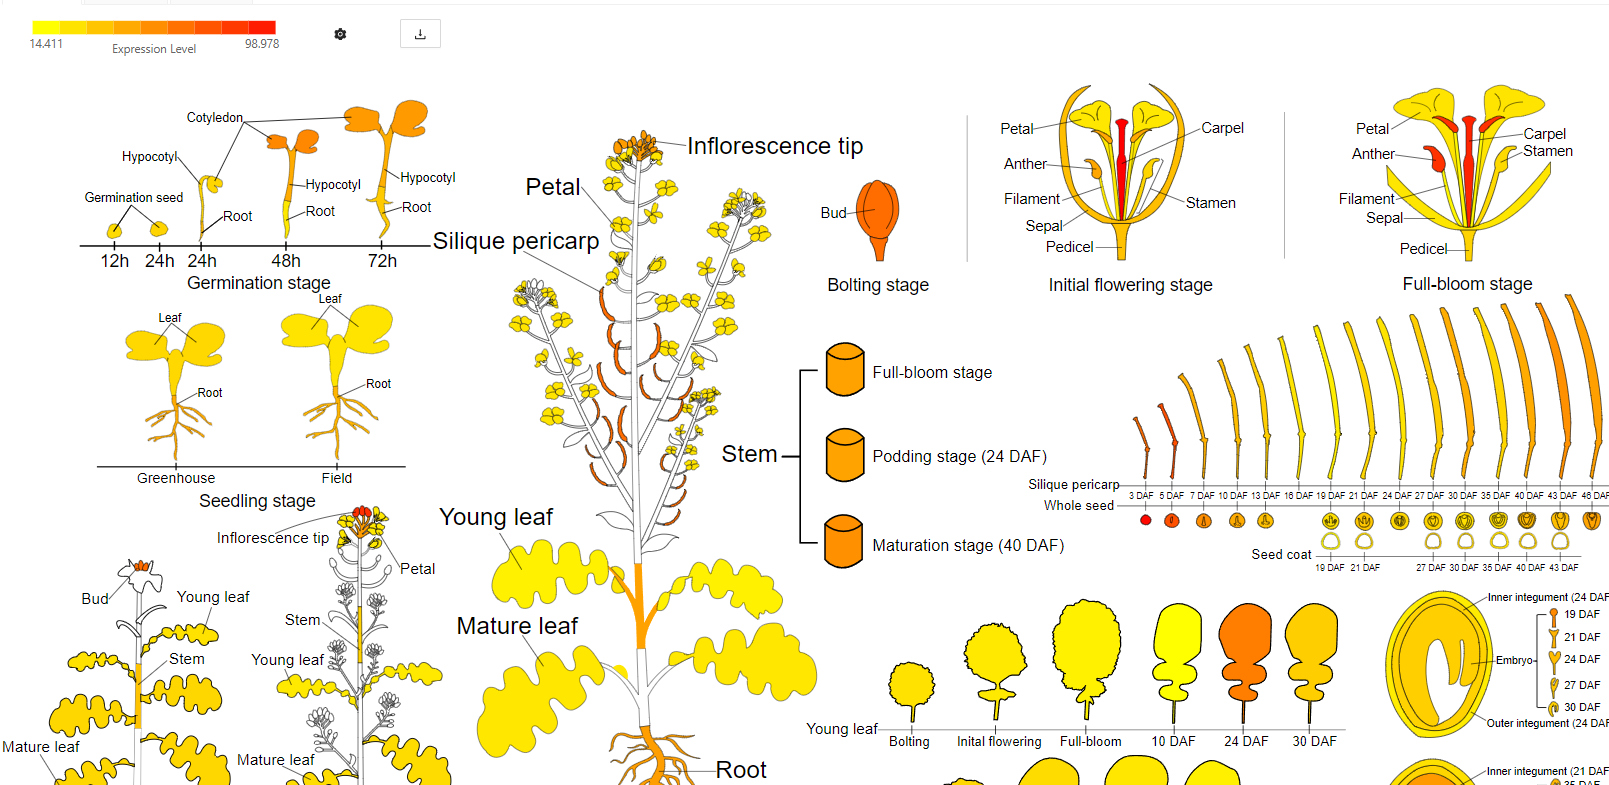 14.411
98.978
Expression Level
Cotyledon
Hypocotyl
Hypocotyl
Hypocotyl
Germination seed
Root
Root
Root
12h
24h
24h
48h
72h
Germination stage
Leaf
Leaf
Root
Root
Greenhouse
Field
Seedling stage
Inflorescence tip
Petal
Bud
Young leaf
Stem
Stem
Young leaf
Mature leaf
Mature leaf
Inflorescence tip
Petal
Silique pericarp
Young leaf
Mature leaf
Root
Bud
Bolting stage
Petal
Carpel
Anther
Filament
Stamen
Sepal
Pedicel
Initial flowering stage
Petal
Carpel
Anther
Stamen
Filament
Sepal
Pedicel
Full-bloom stage
Stem
Full-bloom stage
Podding stage (24 DAF)
Maturation stage (40 DAF)
Silique pericarp
3 DAF
5 DAF
7 DAF
10 DAF
13 DAF
16 DAF
19 DAF
21 DAF
24 DAF
27 DAF
30 DAF
35 DAF
40 DAF
43 DAF
46 DAF
Whole seed
Seed coat
19 DAF
21 DAF
27 DAF
30 DAF
35 DAF
40 DAF
43 DAF
Young leaf
Bolting
Inital flowering
Full-bloom
10 DAF
24 DAF
30 DAF
Inner integument (24 DAF
19 DAF
21 DAF
Embryo
24 DAF
27 DAF
30 DAF
Outer integument (24 DAF
Inner integument (21 DAF
35 DAF